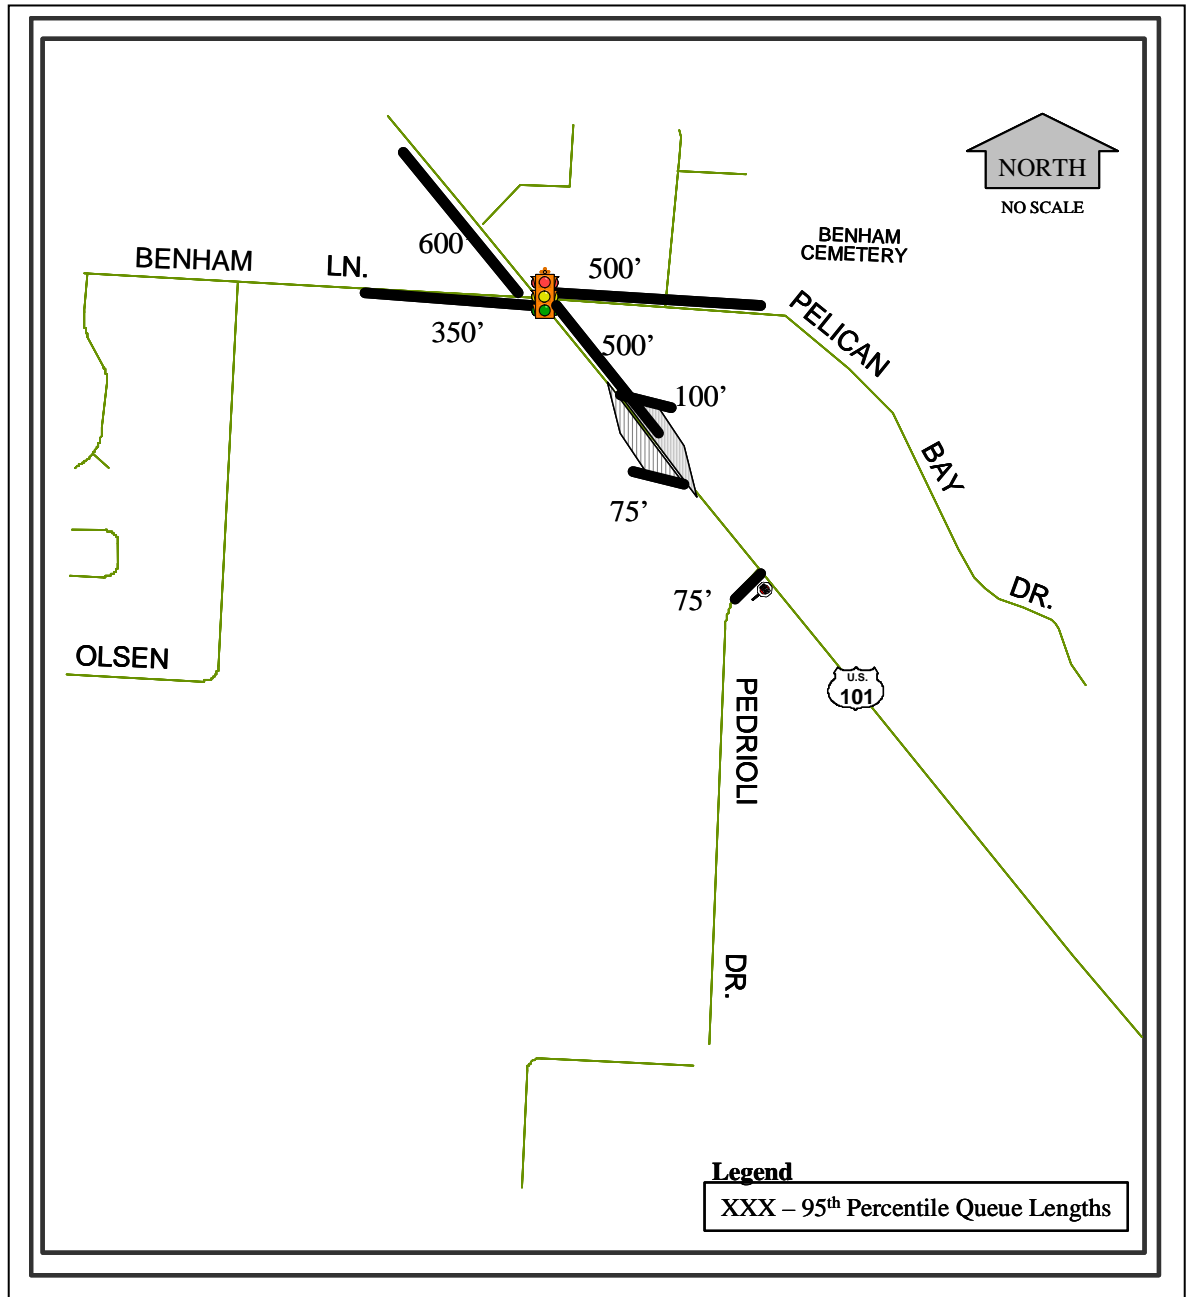 NORTH
NO SCALE
BENHAM
CEMETERY
BENHAM LN.
600
500’
350’
500’
100’
75’
75’
PELICAN
BAY
DR.
OLSEN
U.S.
101
PEDRIOLI
DR.
Legend
XXX – 95th Percentile Queue Lengths